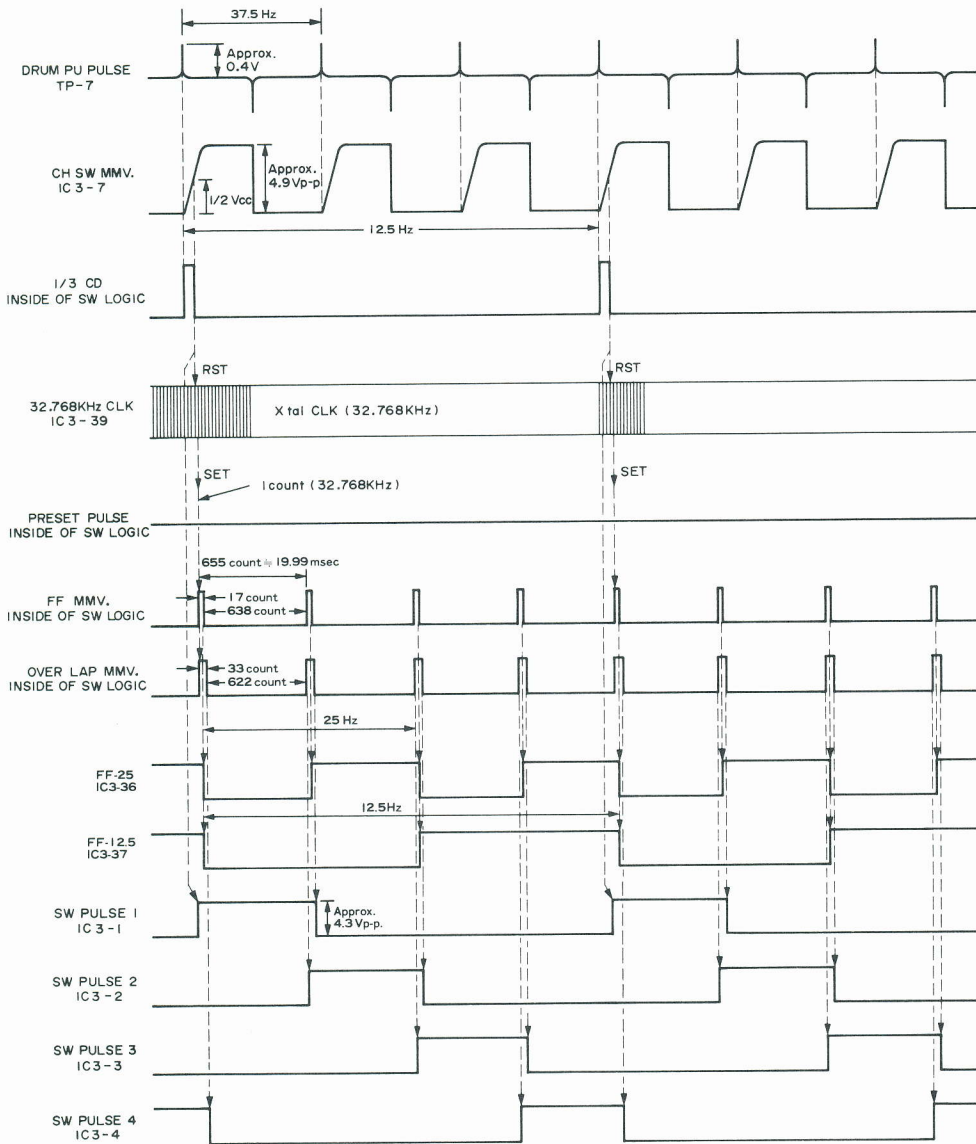 37.5 Hz
Approx.
0.4V
DRUM PU PULSE
TP-7
CH SW MMV.
IC 3-7
Approx.
4.9 Vp-p
1/2 Vcc
12.5 Hz
1/3 CD
INSIDE OF SW LOGIC
RST
RST
32.768KHz CLK
IC 3-39
X tal CLK (32.768KHz)
SET
SET
1 count (32.768KHz)
PRESET PULSE
INSIDE OF SW LOGIC
655 count ≒ 19.99 msec
FF MMV.
INSIDE OF SW LOGIC
17 count
638 count
OVER LAP MMV.
INSIDE OF SW LOGIC
33 count
622 count
25 Hz
FF-25
IC3-36
12.5Hz
FF-12.5
IC3-37
SW PULSE 1
IC 3-1
Approx.
4.3 Vp-p.
SW PULSE 2
IC3-2
SW PULSE 3
IC3-3
SW PULSE 4
IC3-4